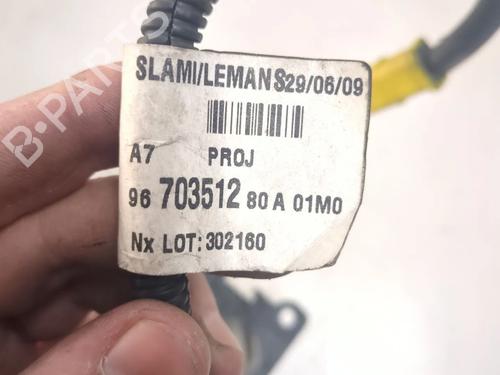 SLAMI/LEMANS29/06/09
A7 PROJ
96 703512 80 A 01M0
Nx LOT: 302160
B-PARTS